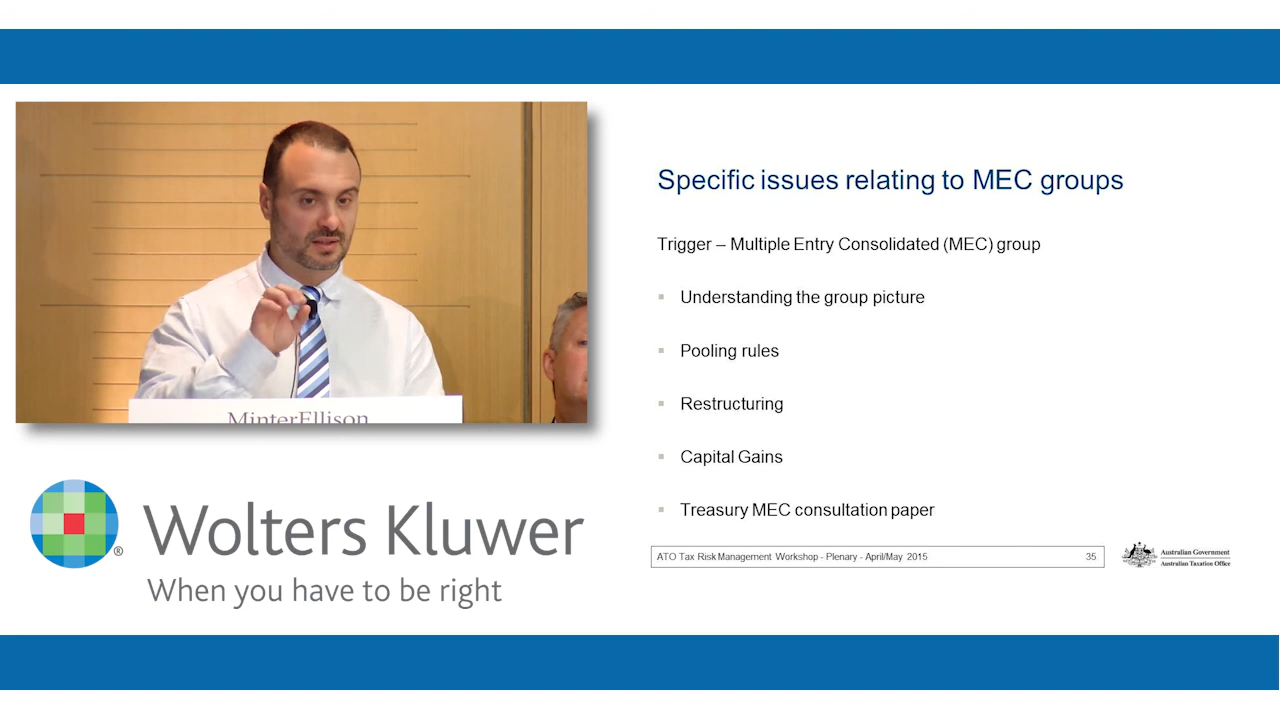 MinterEllison
Wolters Kluwer
®
When you have to be right
Specific issues relating to MEC groups
Trigger – Multiple Entry Consolidated (MEC) group
▪ Understanding the group picture
▪ Pooling rules
▪ Restructuring
▪ Capital Gains
▪ Treasury MEC consultation paper
ATO Tax Risk Management Workshop - Plenary - April/May 2015 35
Australian Government
Australian Taxation Office